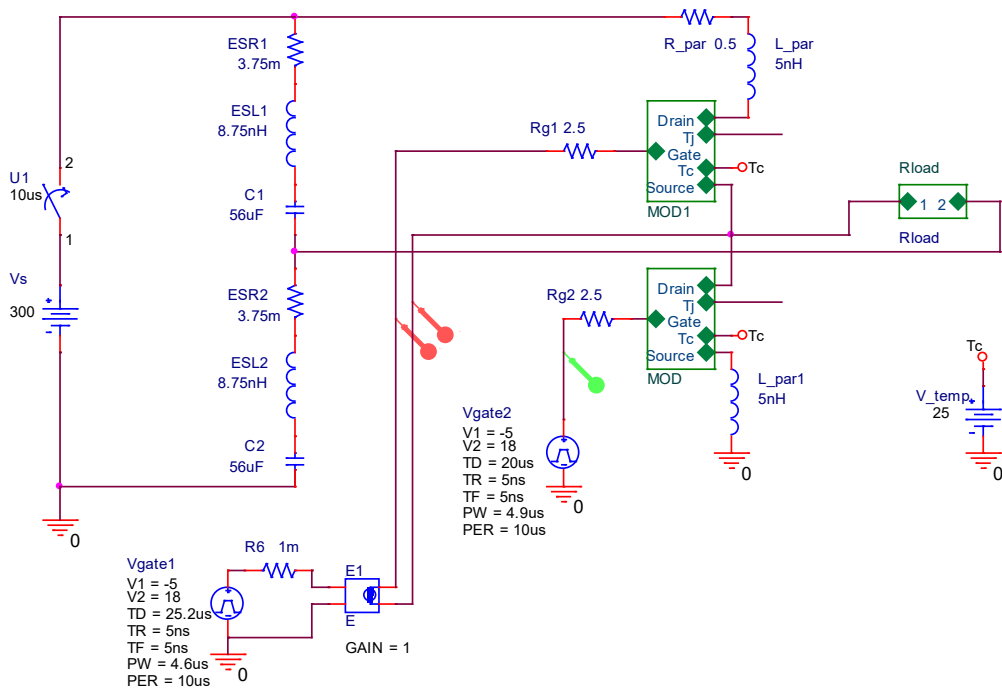 ESR1
3.75m
ESL1
8.75nH
C1
56uF
R_par 0.5
L_par
5nH
Rg1 2.5
Drain
Tj
Gate
Tc
Source
Tc
MOD1
Rload
1 2
Rload
2
U1
10us
1
Vs
300
ESR2
3.75m
ESL2
8.75nH
C2
56uF
0
Rg2 2.5
Drain
Tj
Gate
Tc
Source
Tc
MOD
L_par1
5nH
0
Vgate2
V1 = -5
V2 = 18
TD = 20us
TR = 5ns
TF = 5ns
PW = 4.9us
PER = 10us
0
Tc
V_temp
25
0
R6 1m
Vgate1
V1 = -5
V2 = 18
TD = 25.2us
TR = 5ns
TF = 5ns
PW = 4.6us
PER = 10us
0
E1
E
GAIN = 1